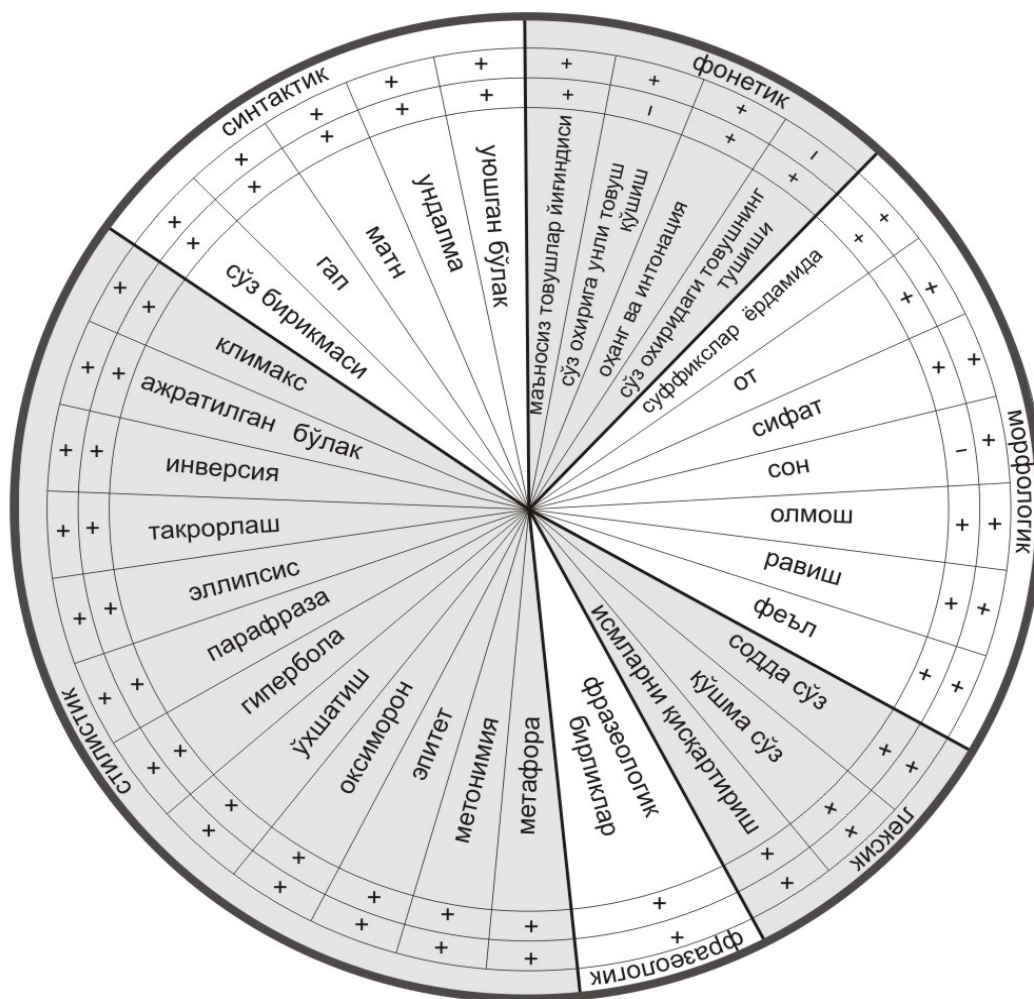 фонетик
+ +
маъносиз товушлар йиғиндиси
+ −
сўз охирига унли товуш
қўшиш
+ +
оҳанг ва интонация
− +
сўз охиридаги товушнинг
тушиши
морфологик
+ +
суффикслар ёрдамида
+ +
от
+ +
сифат
+ −
сон
+ +
олмош
+ +
равиш
+ +
феъл
лексик
+ +
содда сўз
+ +
қўшма сўз
+ +
исмларни қискартириш
фразеологик
+ +
фразеологик
бирликлар
стилистик
+ +
метафора
+ +
метонимия
+ +
эпитет
+ +
оксиморон
+ +
ўхшатиш
+ +
гипербола
+ +
парафраза
+ +
эллипсис
+ +
такрорлаш
+ +
инверсия
+ +
ажратилган бўлак
+ +
климакс
синтактик
+ +
сўз бирикмаси
+ +
гап
+ +
матн
+ +
ундалма
+ +
уюшган бўлак